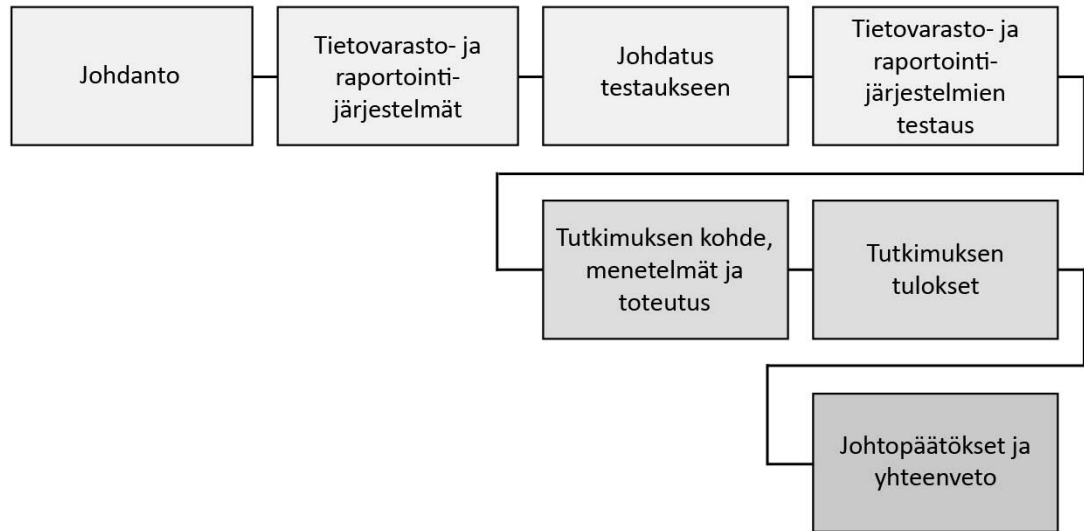 Johdanto
Tietovarasto- ja
raportointi-
järjestelmät
Johdatus
testaukseen
Tietovarasto- ja
raportointi-
järjestelmien
testaus
Tutkimuksen kohde,
menetelmät ja
toteutus
Tutkimuksen
tulokset
Johtopäätökset ja
yhteenveto